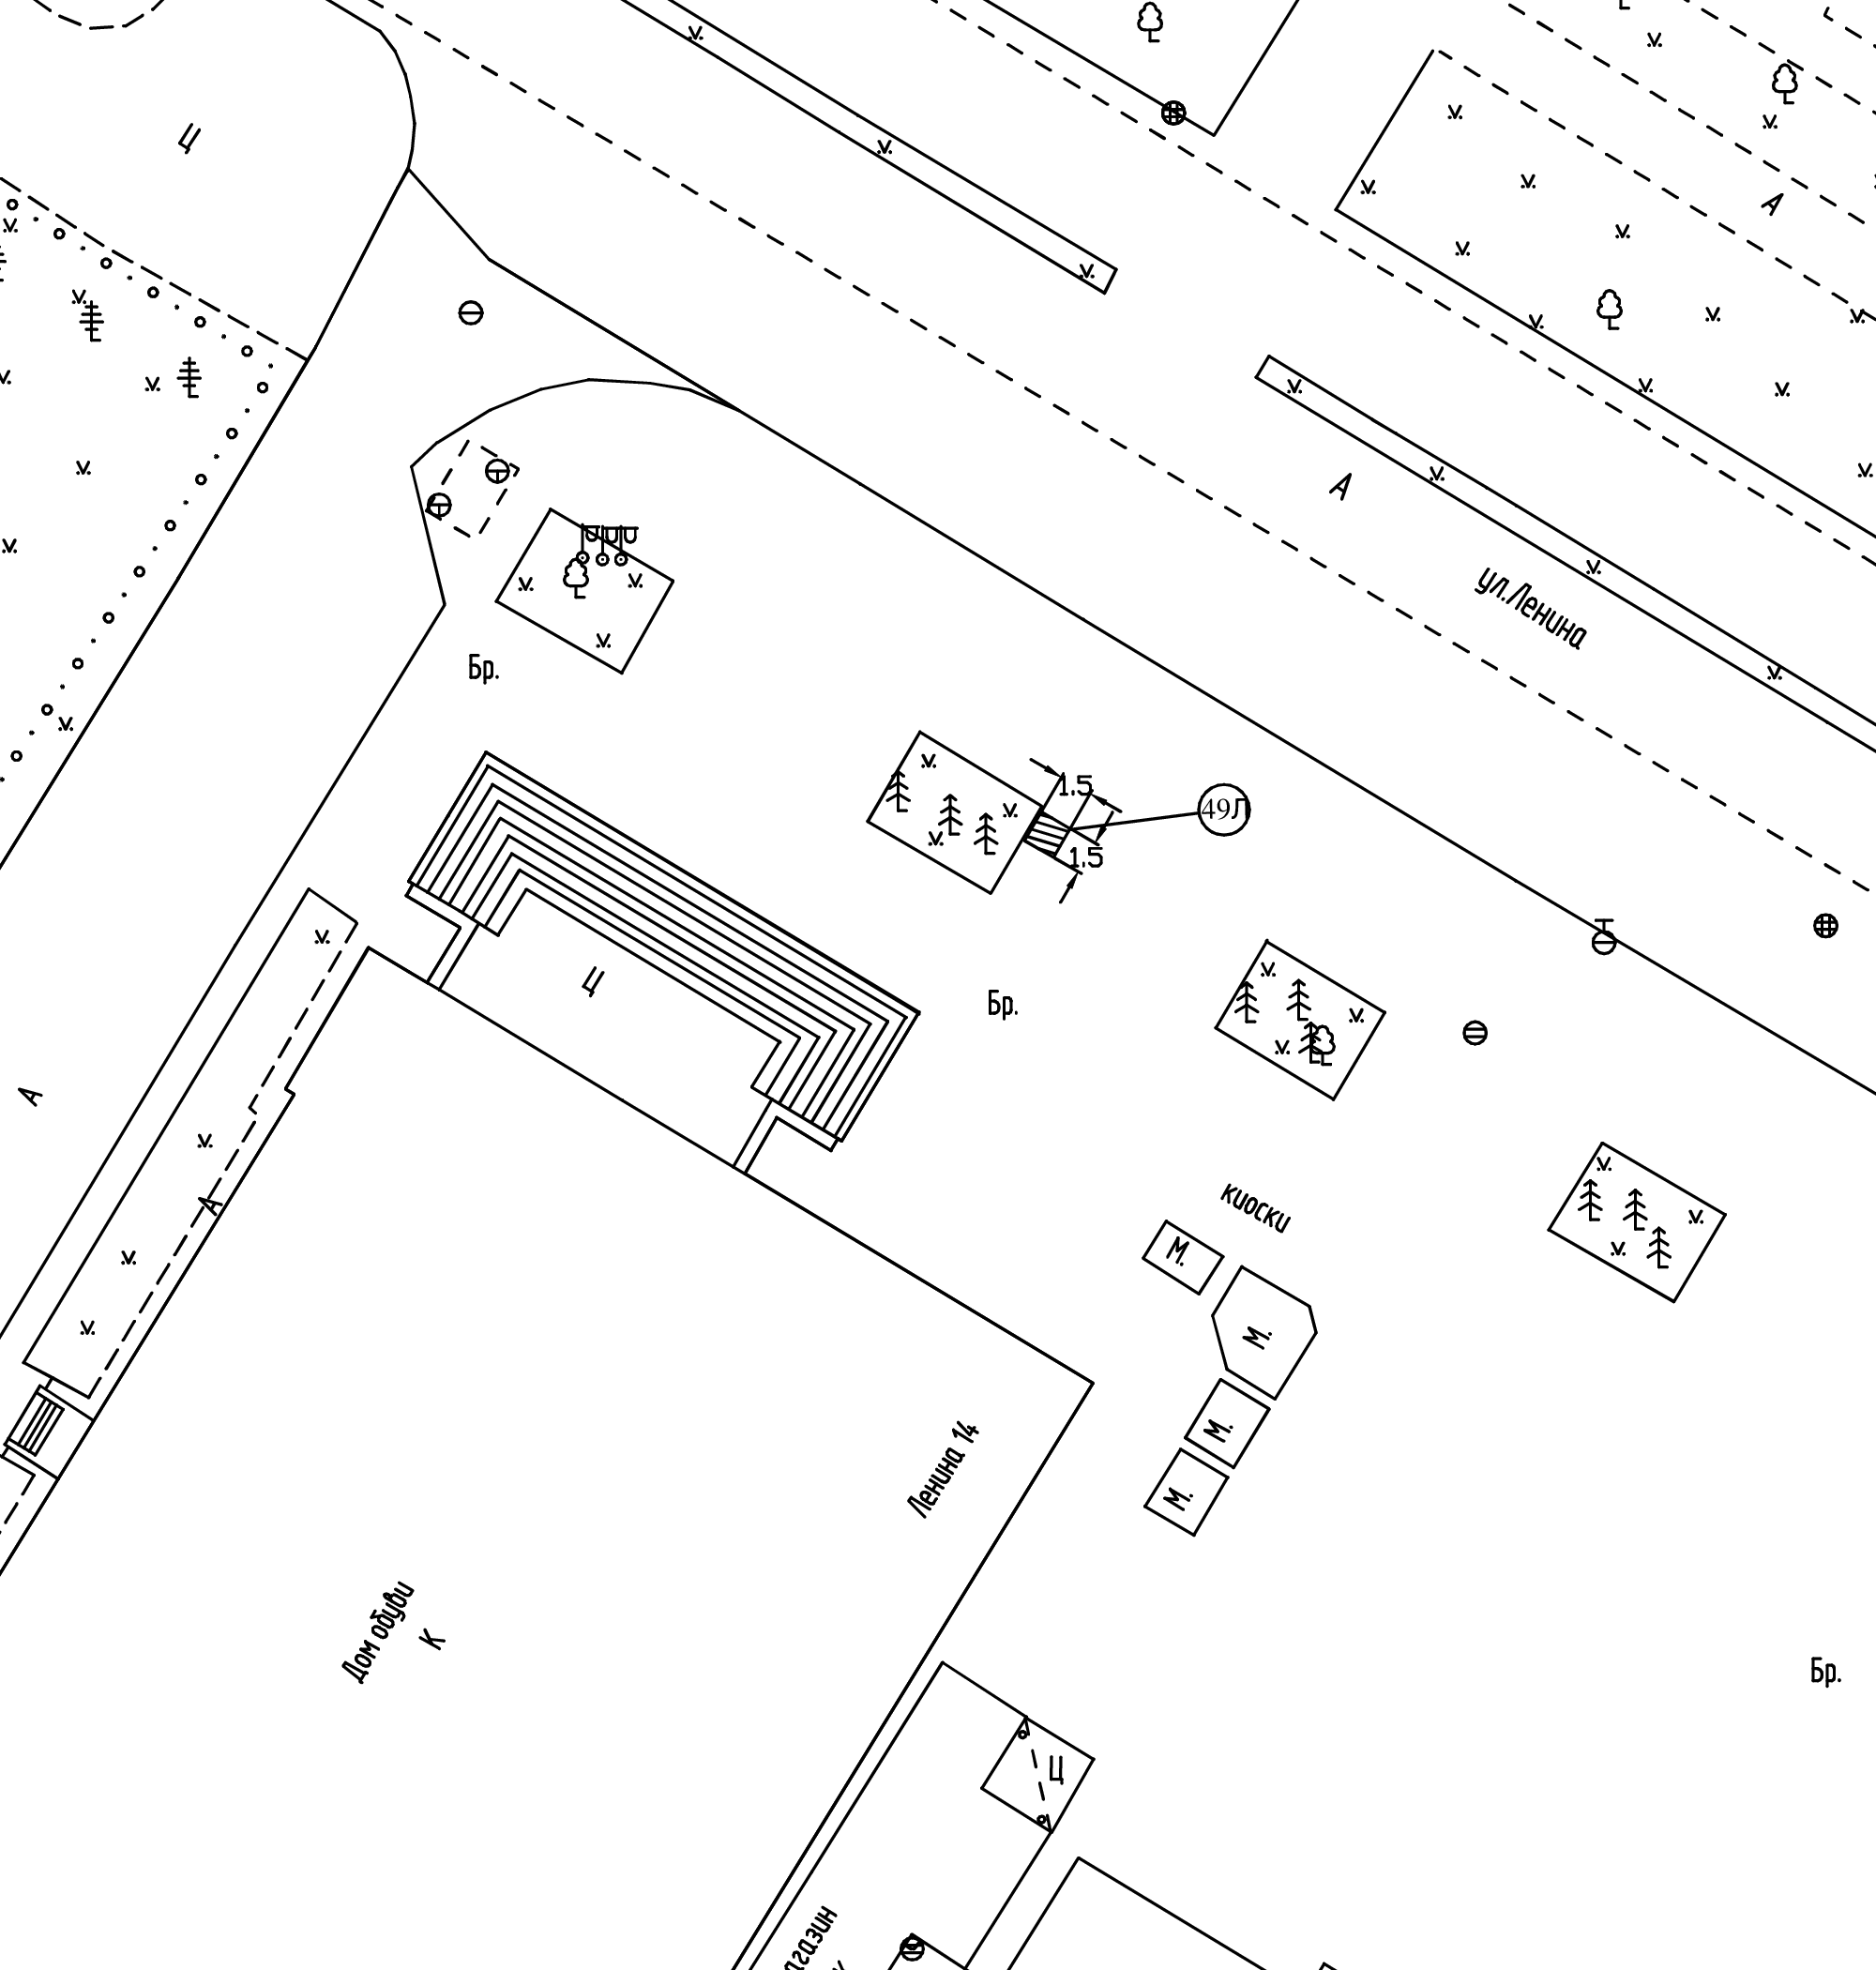 Ц
А
А
ул.Ленина
Бр.
1.5
49Л
1.5
Ц
Бр.
А
А
киоски
М.
М.
М.
М.
Ленина 14
Дом обуви
К
Бр.
Ц